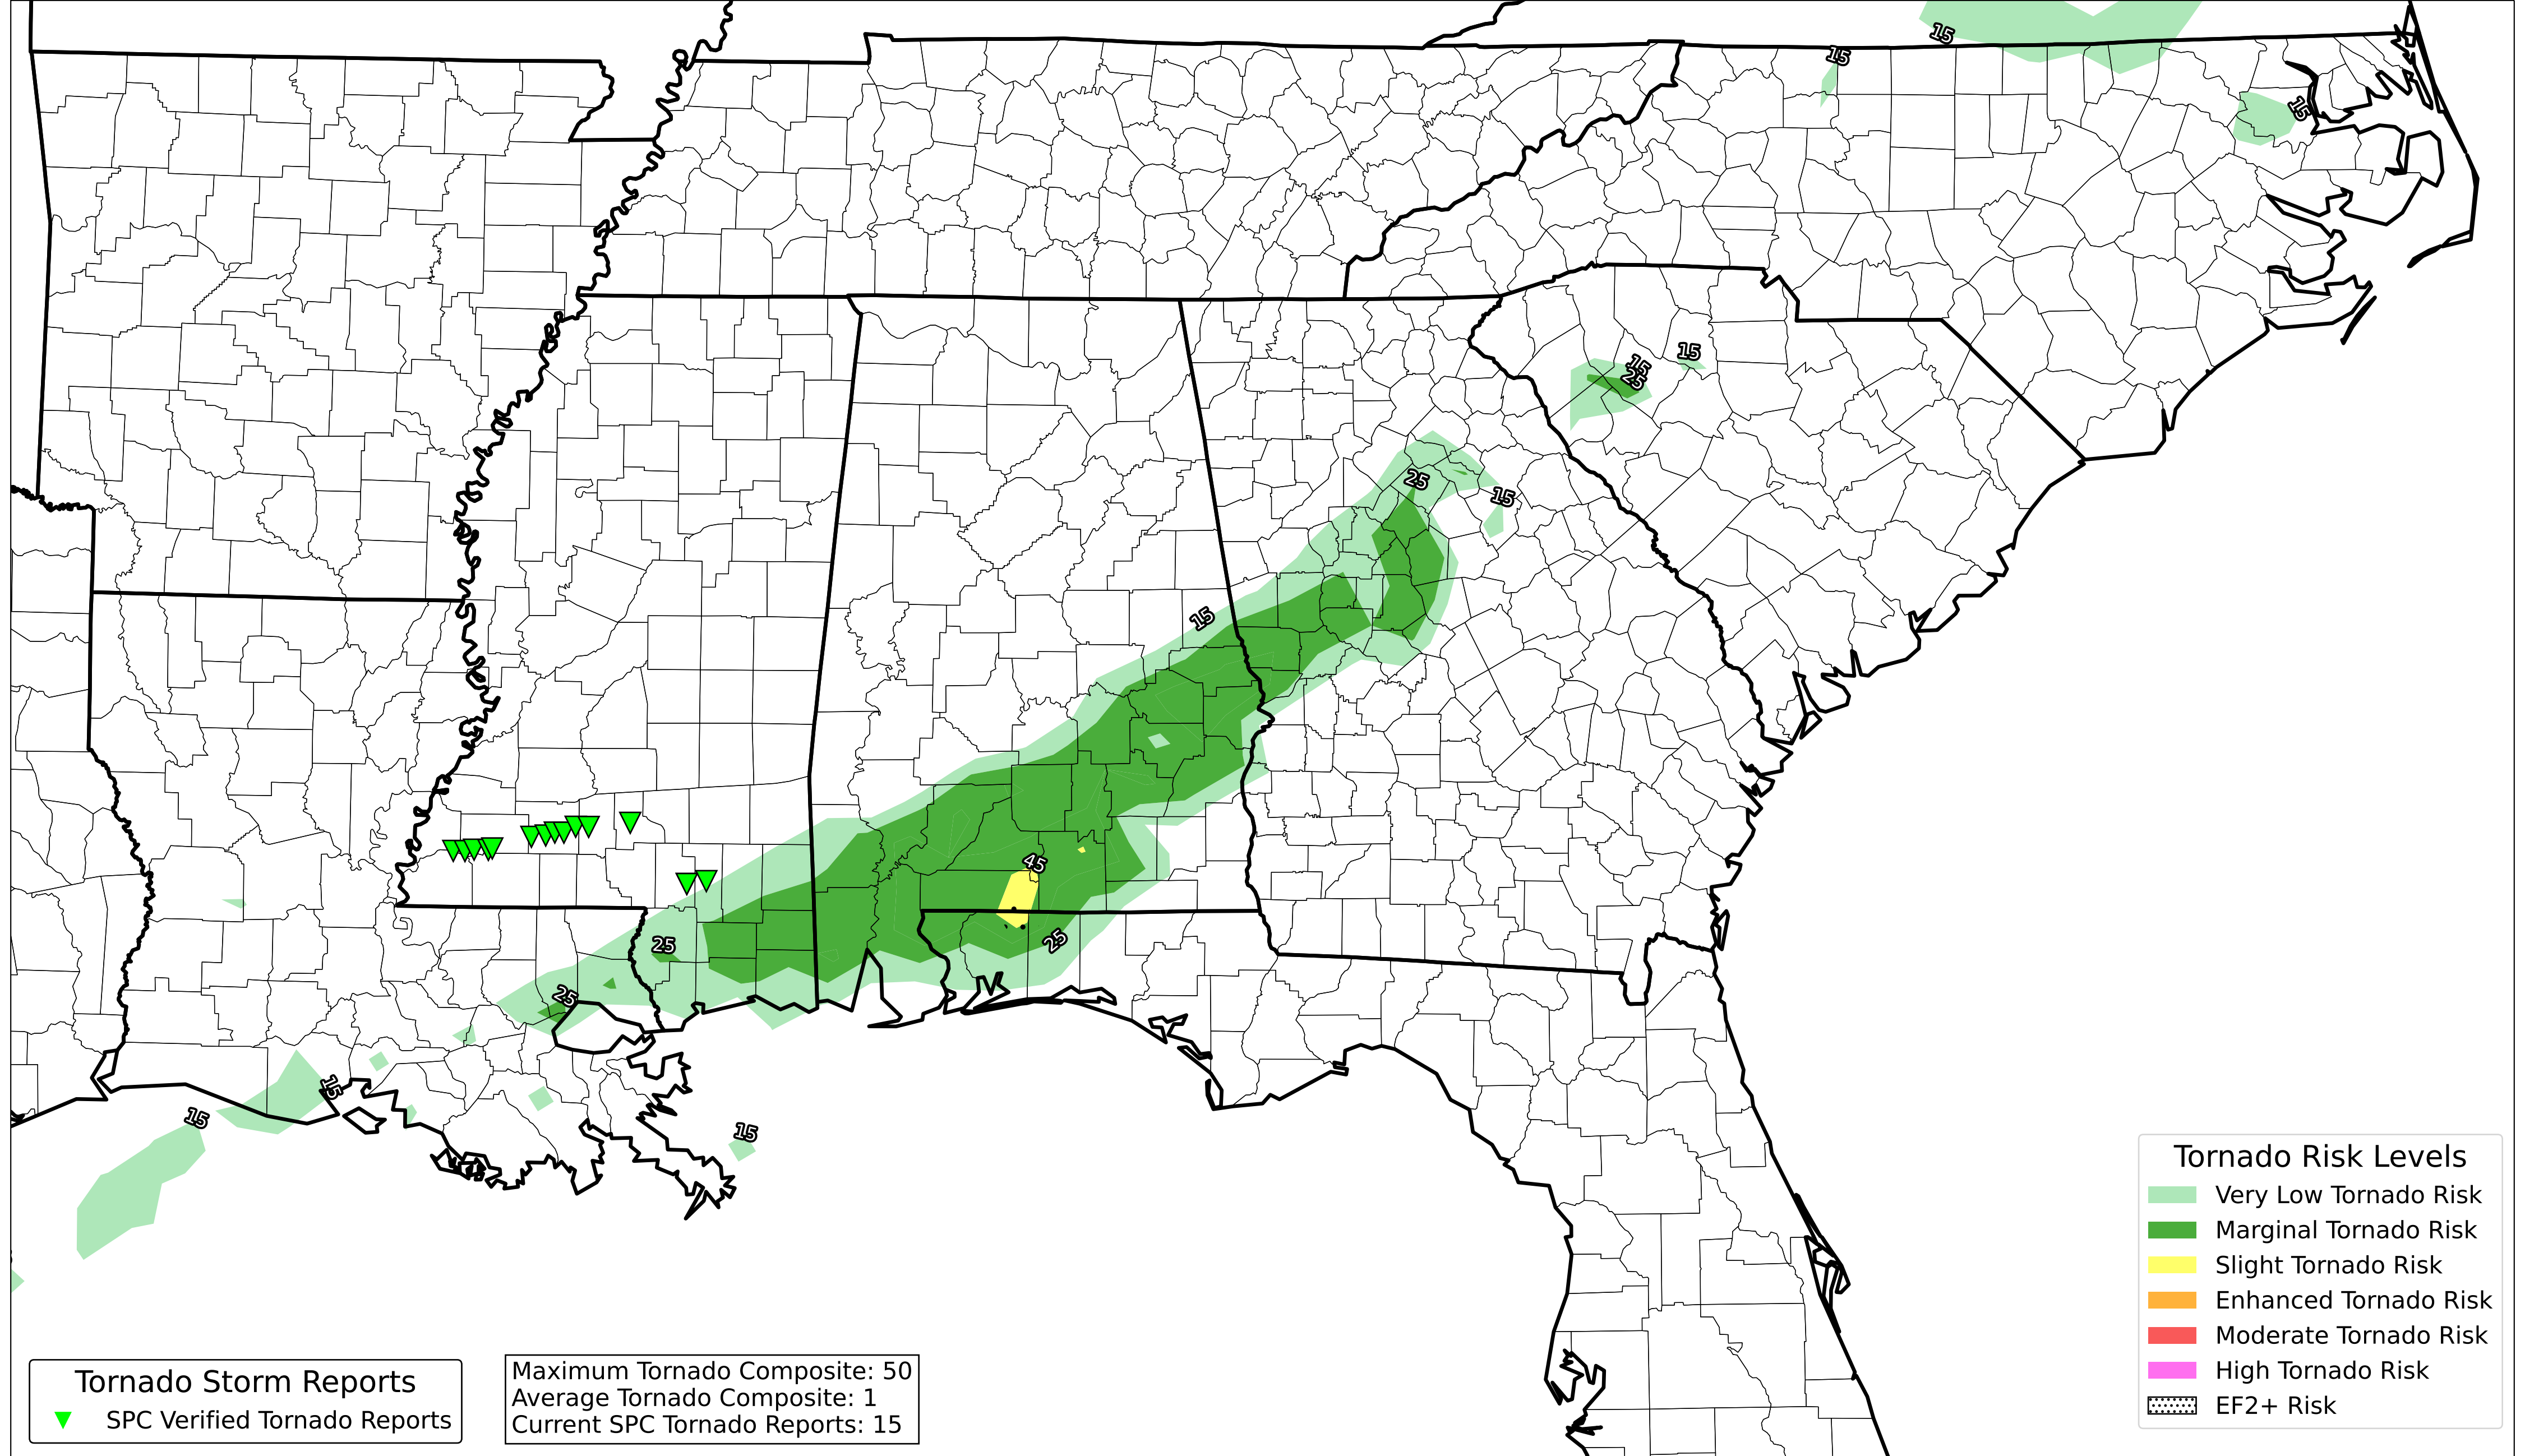 15
15
15
15
15
25
25
15
15
45
25
25
25
15
15
15
Tornado Risk Levels
Very Low Tornado Risk
Marginal Tornado Risk
Slight Tornado Risk
Enhanced Tornado Risk
Moderate Tornado Risk
High Tornado Risk
EF2+ Risk
Tornado Storm Reports
SPC Verified Tornado Reports
Maximum Tornado Composite: 50
Average Tornado Composite: 1
Current SPC Tornado Reports: 15